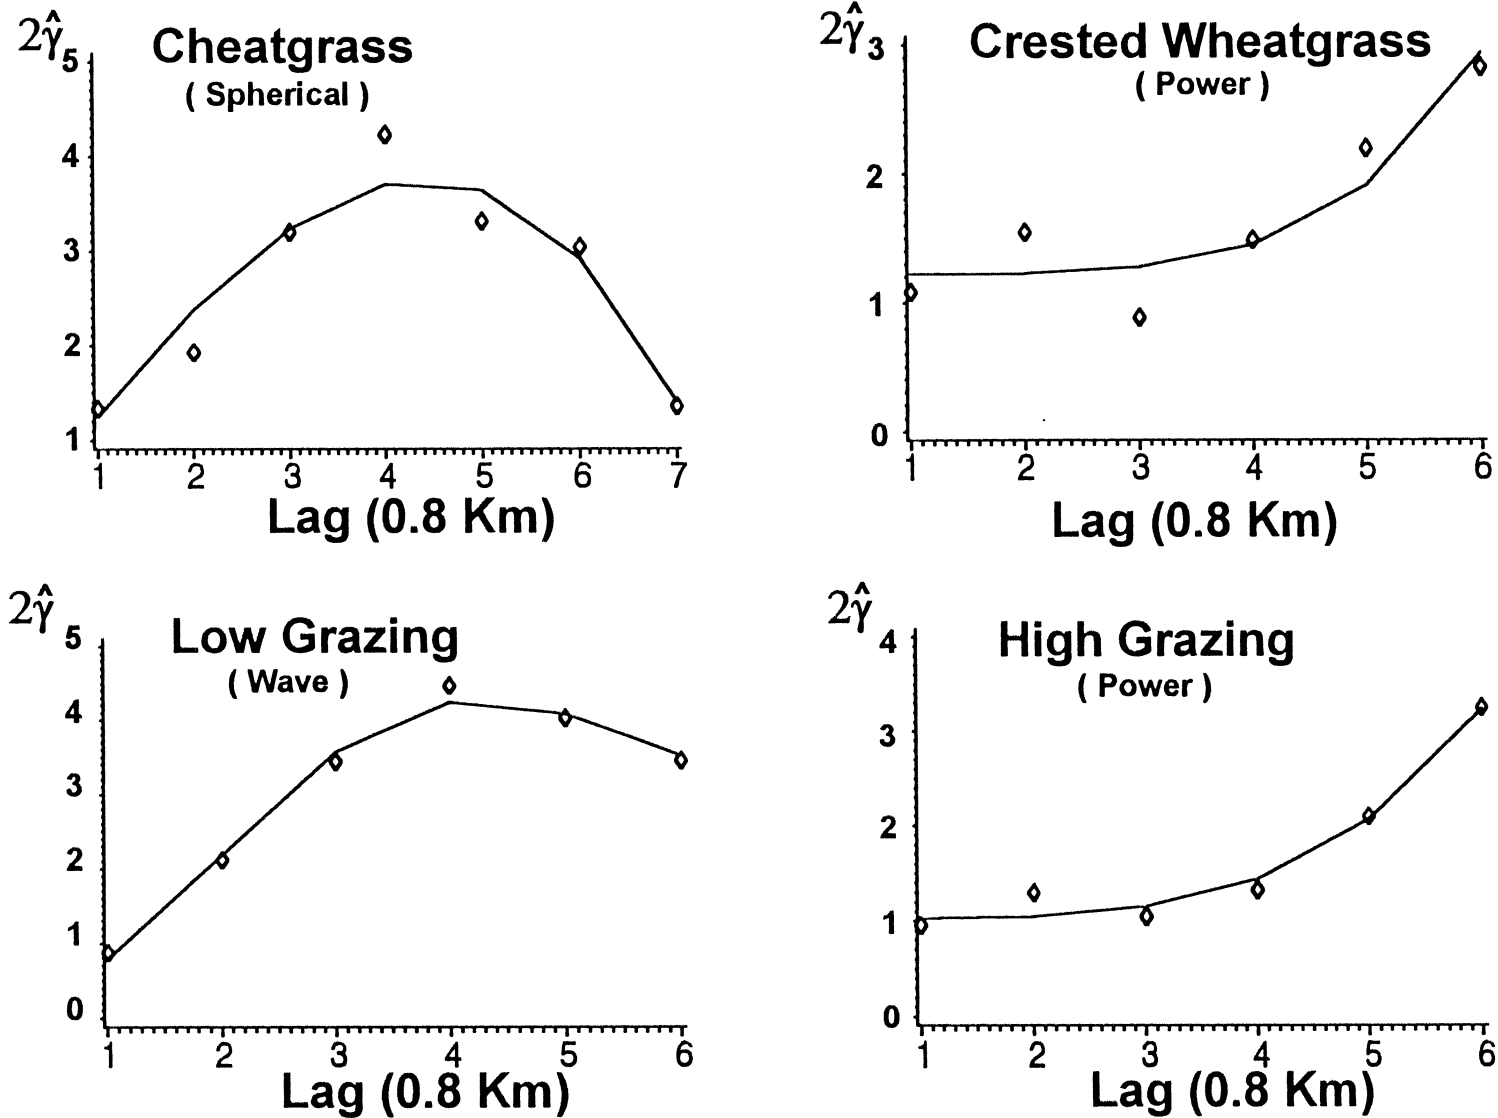 2γ̂
Cheatgrass
( Spherical )
5
4
3
2
1
1 2 3 4 5 6 7
Lag (0.8 Km)
2γ̂
Crested Wheatgrass
( Power )
3
2
1
0
1 2 3 4 5 6
Lag (0.8 Km)
2γ̂
Low Grazing
( Wave )
5
4
3
2
1
0
1 2 3 4 5 6
Lag (0.8 Km)
2γ̂
High Grazing
( Power )
4
3
2
1
0
1 2 3 4 5 6
Lag (0.8 Km)